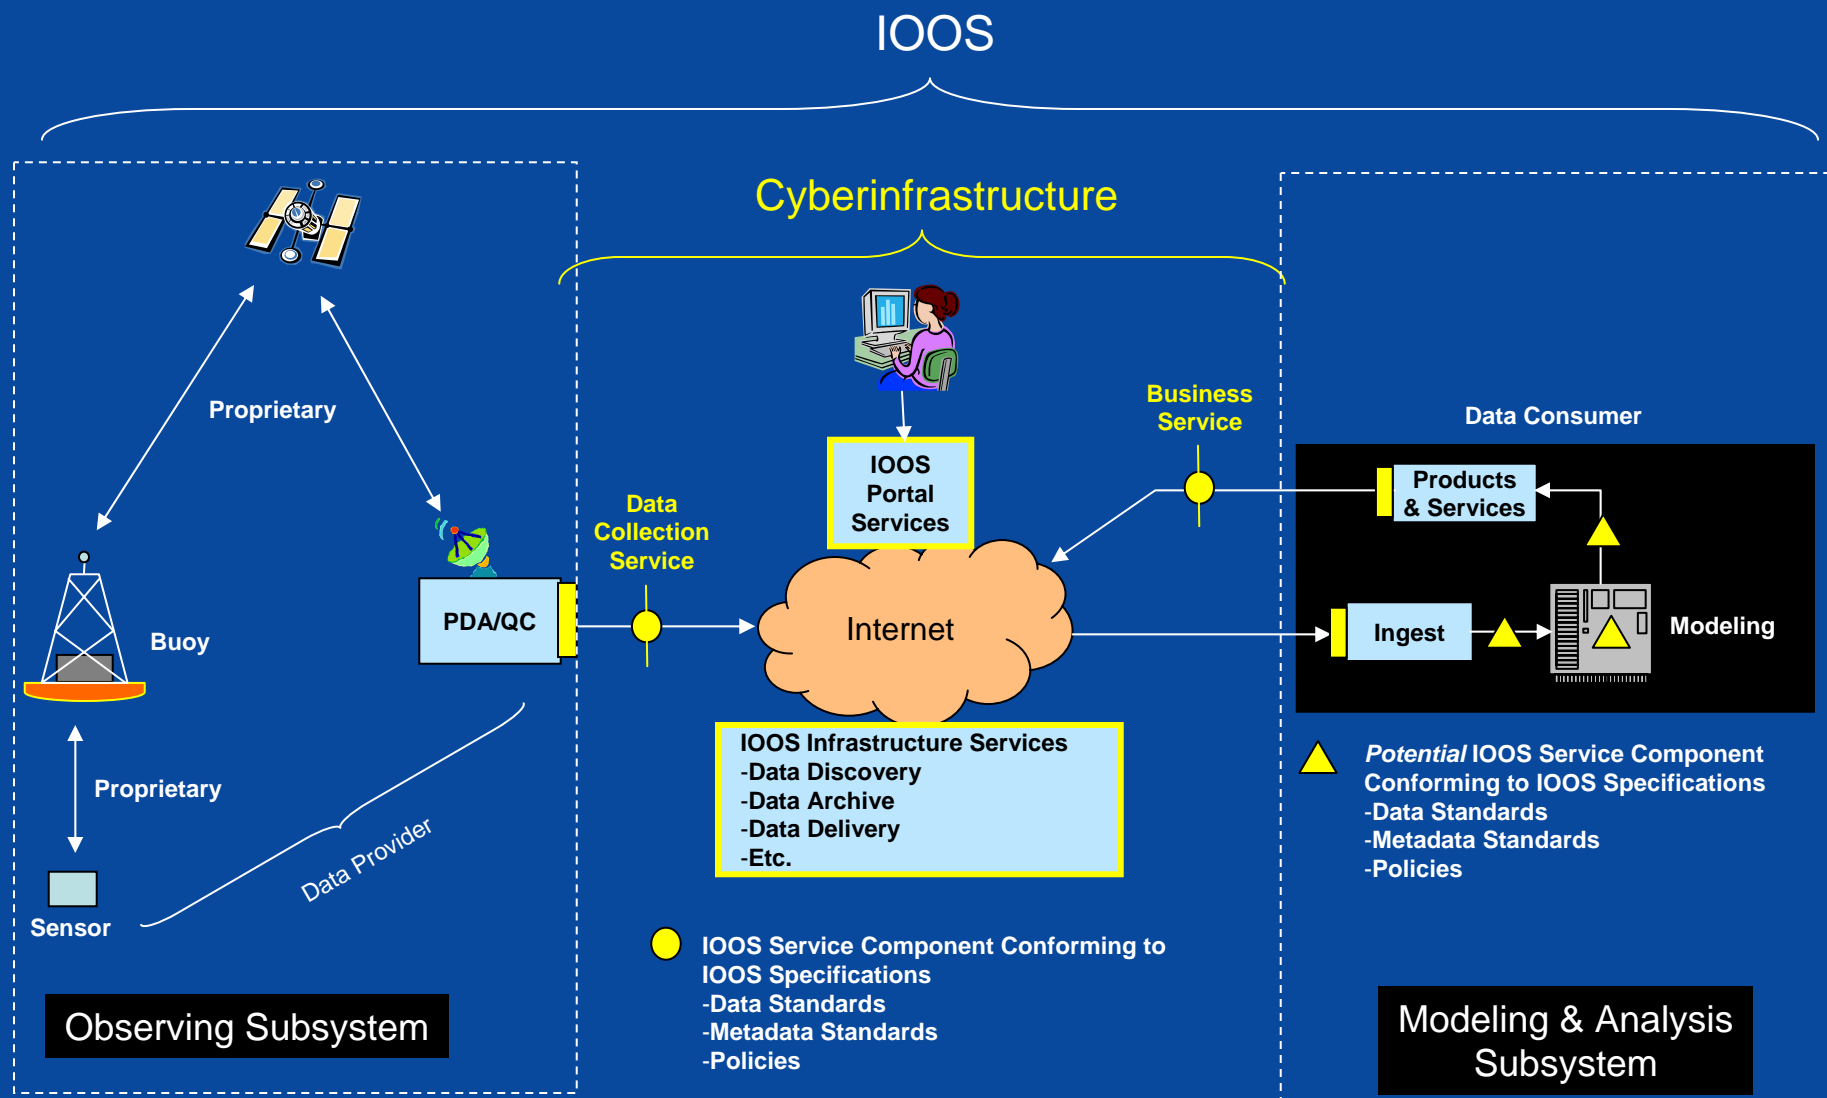 IOOS
Cyberinfrastructure
Proprietary
Business
Service
Data Consumer
IOOS
Portal
Services
Products
& Services
Data
Collection
Service
PDA/QC
Internet
Ingest
Modeling
Buoy
Proprietary
Data Provider
Sensor
IOOS Infrastructure Services
-Data Discovery
-Data Archive
-Data Delivery
-Etc.
Potential IOOS Service Component
Conforming to IOOS Specifications
-Data Standards
-Metadata Standards
-Policies
IOOS Service Component Conforming to
IOOS Specifications
-Data Standards
-Metadata Standards
-Policies
Observing Subsystem
Modeling & Analysis
Subsystem